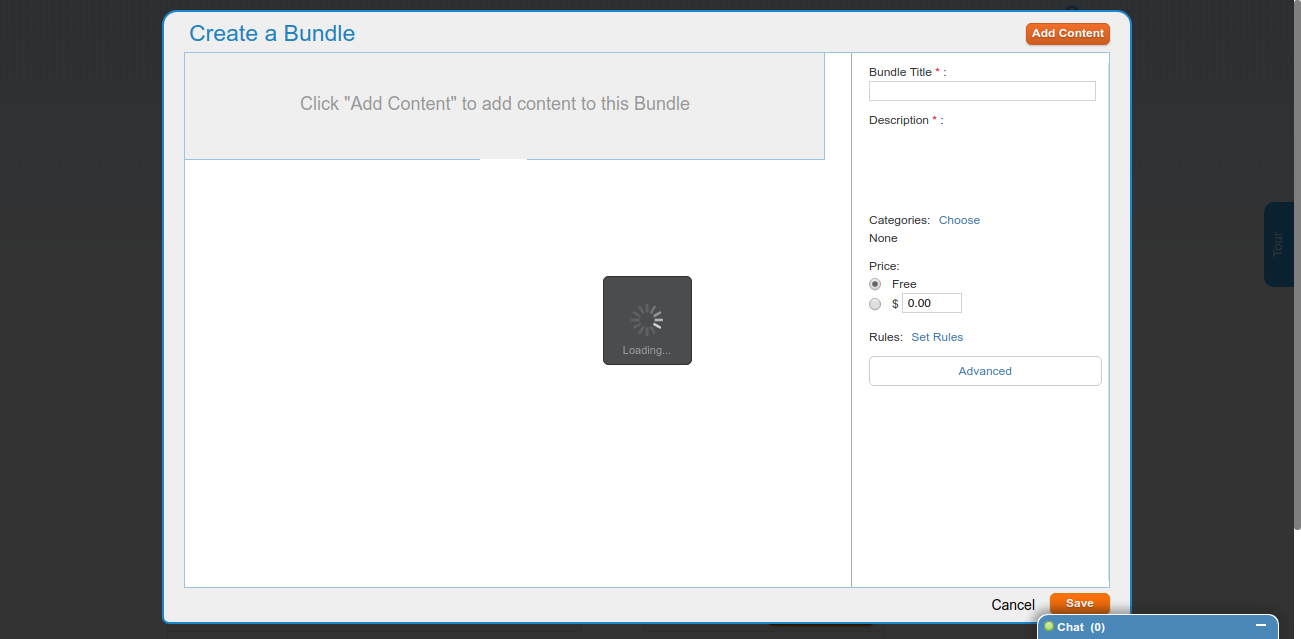 Create a Bundle
Add Content
Click "Add Content" to add content to this Bundle
Bundle Title * :
Description * :
Categories: Choose
None
Price:
Free
$ 0.00
Rules: Set Rules
Advanced
Loading...
Tour
Cancel
Save
Chat (0)